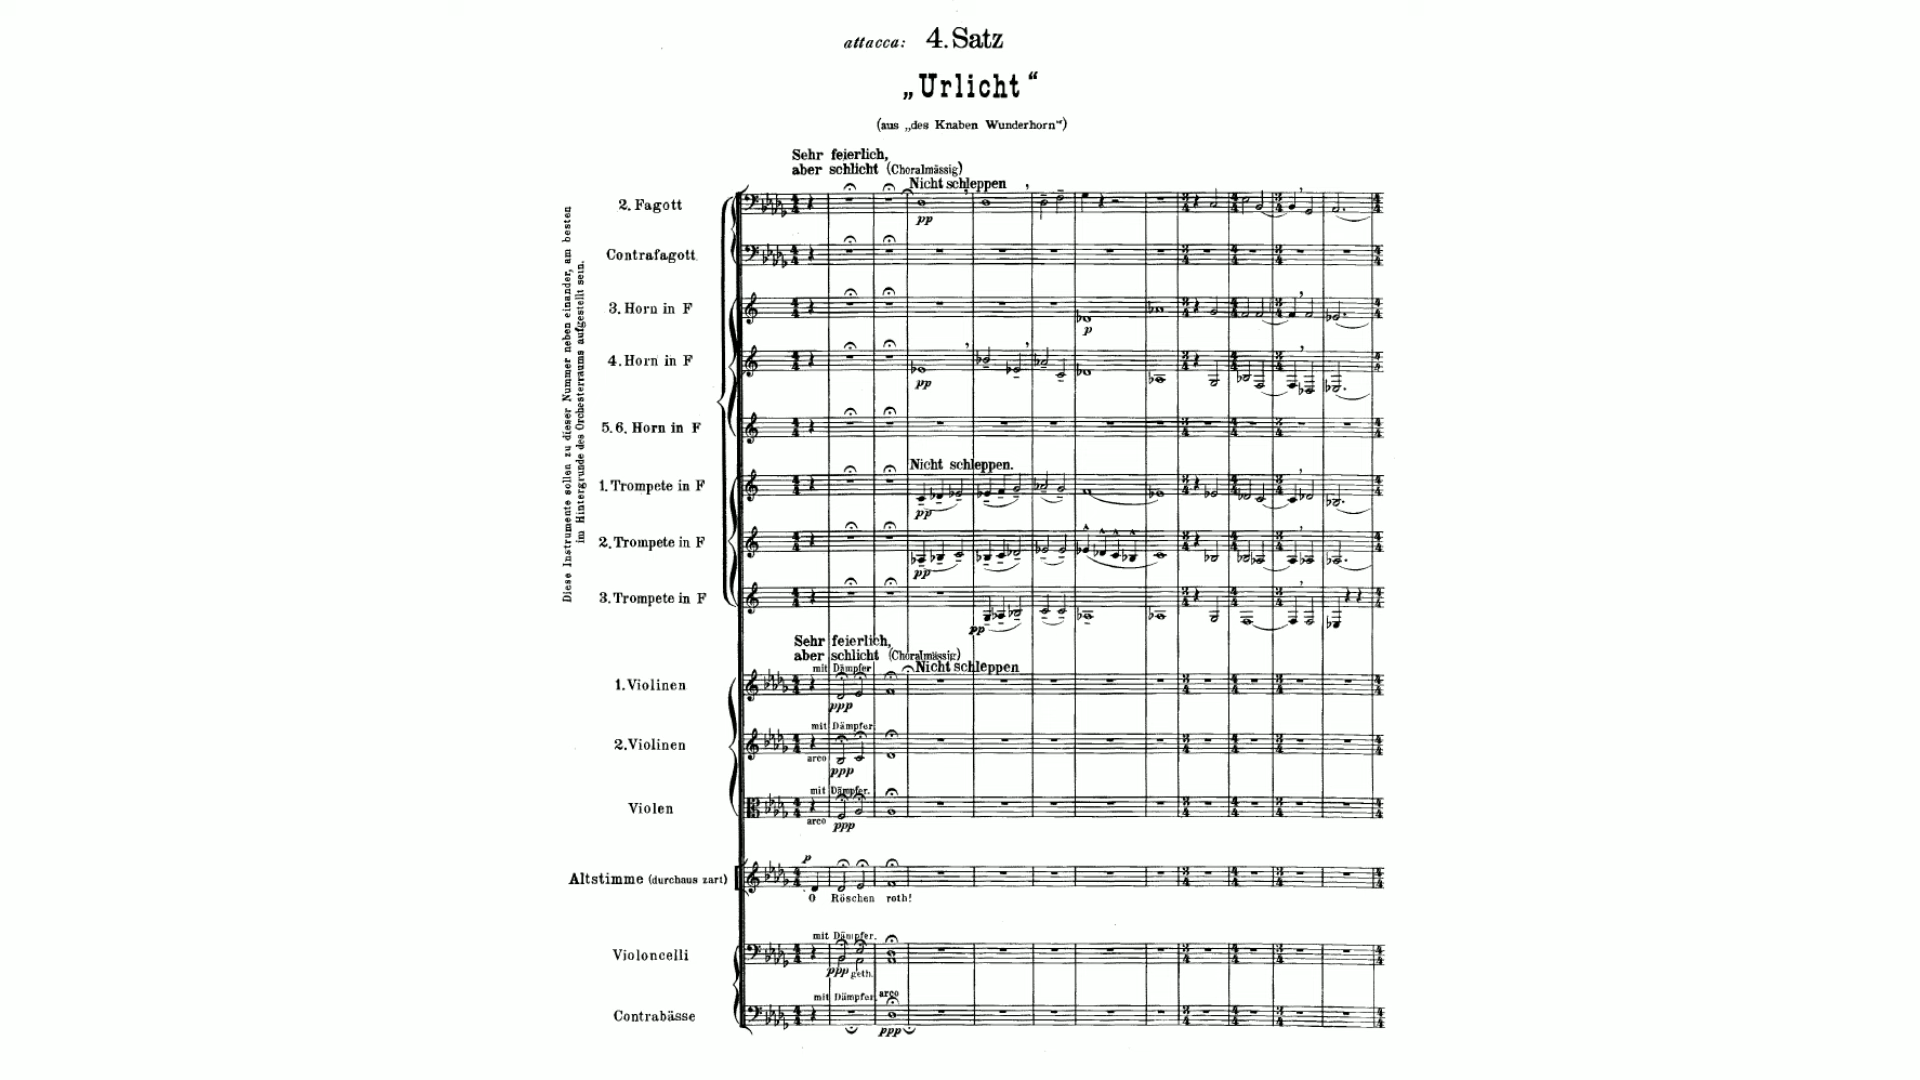 attacca: 4. Satz
„Urlicht“
(aus „des Knaben Wunderhorn“)
Sehr feierlich,
aber schlicht (Choralmässig)
Nicht schleppen
Diese Instrumente sollen zu dieser Nummer neben einander, am besten
im Hintergrunde des Orchesterraums aufgestellt sein.
2. Fagott
pp
Contrafagott
3. Horn in F
p
4. Horn in F
pp
5. 6. Horn in F
Nicht schleppen.
1. Trompete in F
pp
2. Trompete in F
pp
3. Trompete in F
pp
Sehr feierlich,
aber schlicht (Choralmässig)
Nicht schleppen
mit Dämpfer
1. Violinen
ppp
mit Dämpfer
2. Violinen
arco
ppp
mit Dämpfer.
Violen
arco
ppp
p
Altstimme (durchaus zart)
O Röschen roth!
mit Dämpfer.
Violoncelli
ppp geth.
mit Dämpfer arco
Contrabässe
ppp